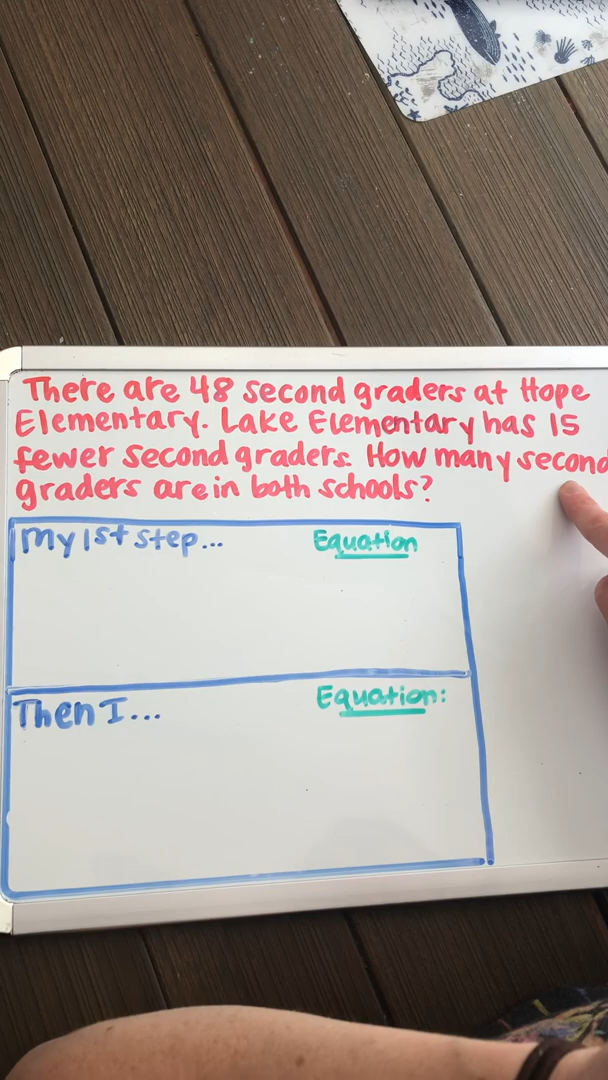 There are 48 second graders at Hope
Elementary. Lake Elementary has 15
fewer second graders. How many second
graders are in both schools?
My 1st step... Equation
Then I... Equation: